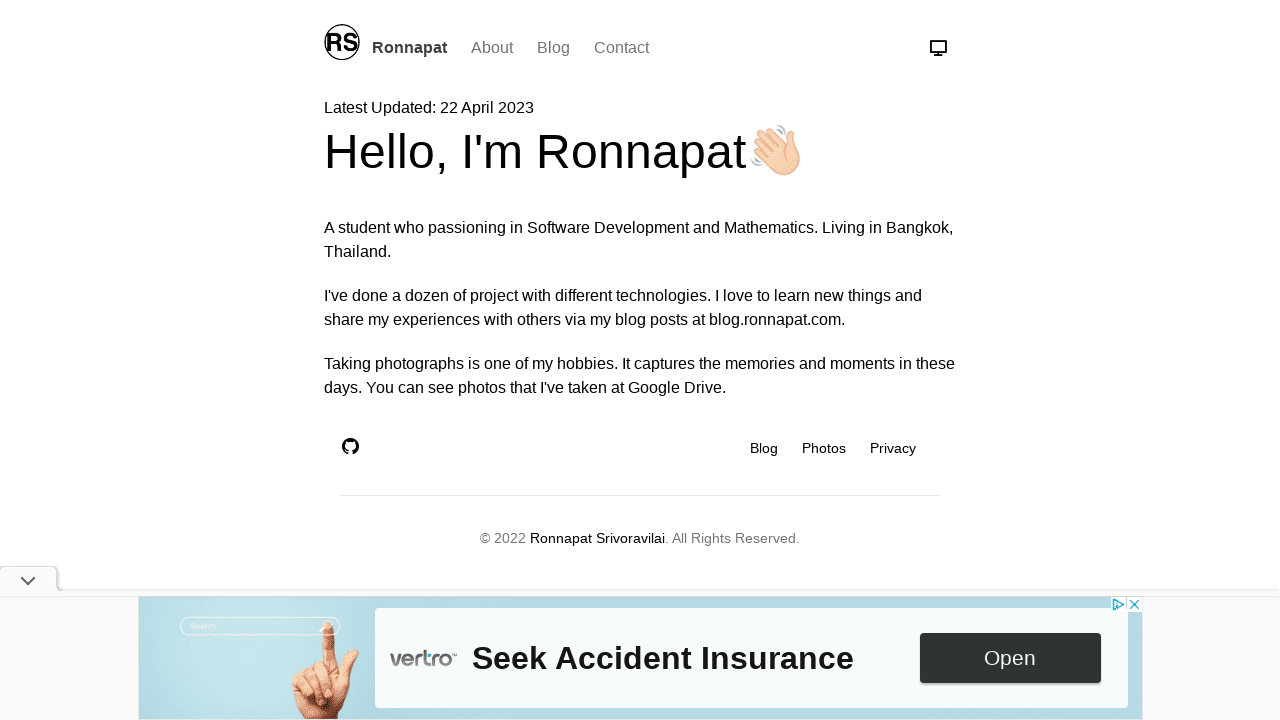 RS
Ronnapat About Blog Contact
Latest Updated: 22 April 2023
Hello, I'm Ronnapat👋🏻
A student who passioning in Software Development and Mathematics. Living in Bangkok,
Thailand.
I've done a dozen of project with different technologies. I love to learn new things and
share my experiences with others via my blog posts at blog.ronnapat.com.
Taking photographs is one of my hobbies. It captures the memories and moments in these
days. You can see photos that I've taken at Google Drive.
Blog Photos Privacy
© 2022 Ronnapat Srivoravilai. All Rights Reserved.
Search
vertro™
Seek Accident Insurance
Open